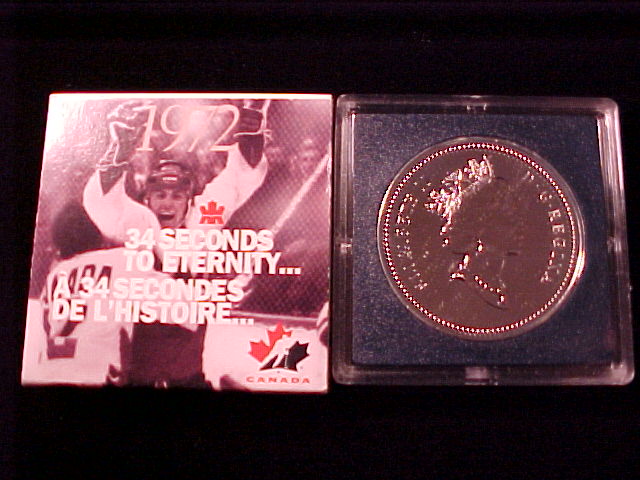 1972
34 SECONDS
TO ETERNITY...
À 34 SECONDES
DE L'HISTOIRE...
CANADA
ELIZABETH II
D·G·REGINA